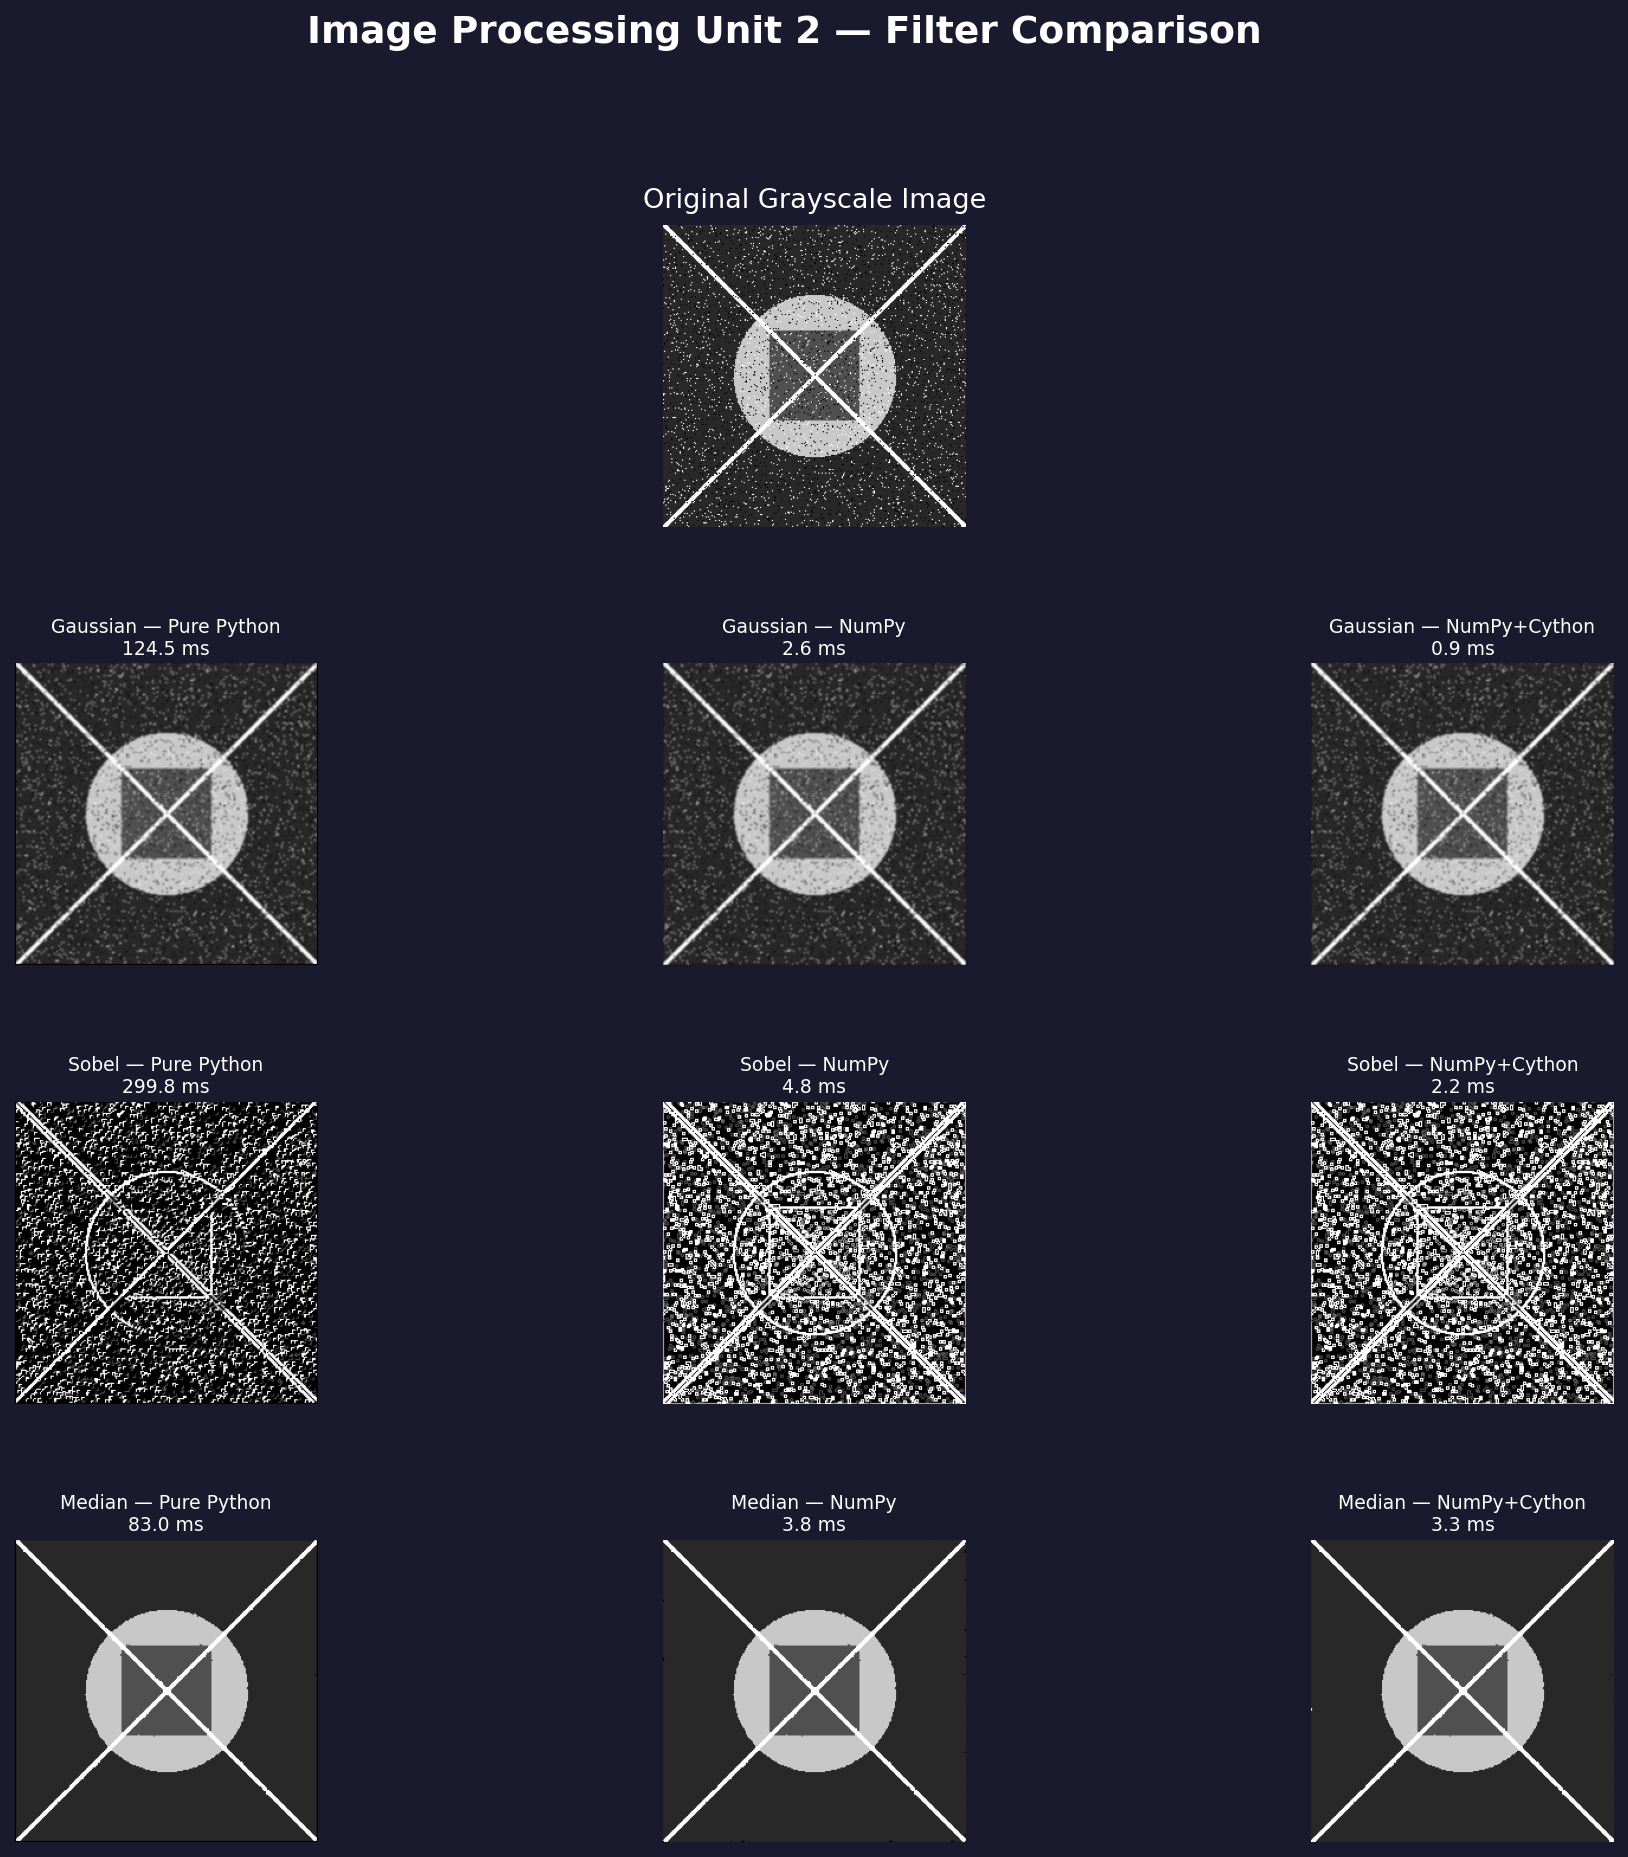 Image Processing Unit 2 — Filter Comparison
Original Grayscale Image
Gaussian — Pure Python
124.5 ms
Gaussian — NumPy
2.6 ms
Gaussian — NumPy+Cython
0.9 ms
Sobel — Pure Python
299.8 ms
Sobel — NumPy
4.8 ms
Sobel — NumPy+Cython
2.2 ms
Median — Pure Python
83.0 ms
Median — NumPy
3.8 ms
Median — NumPy+Cython
3.3 ms